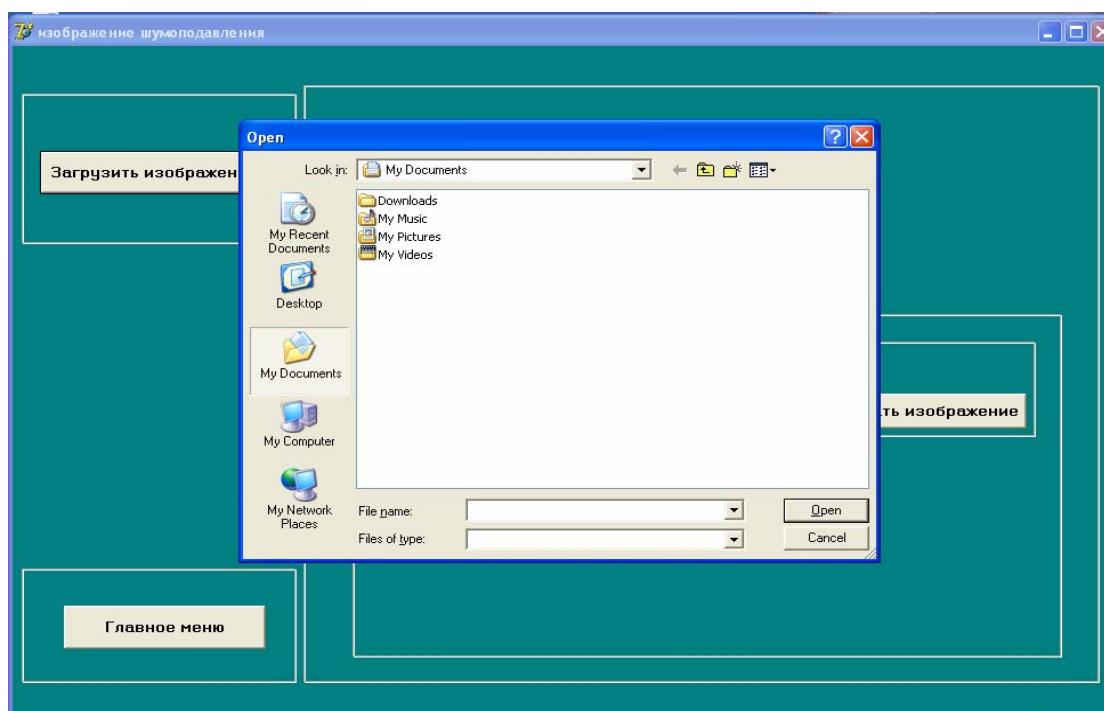 изображение шумоподавления
Open
Загрузить изображен
Look in:
My Documents
Downloads
My Music
My Pictures
My Videos
My Recent
Documents
Desktop
My Documents
My Computer
My Network
Places
ть изображение
File name:
Open
Files of type:
Cancel
Главное меню